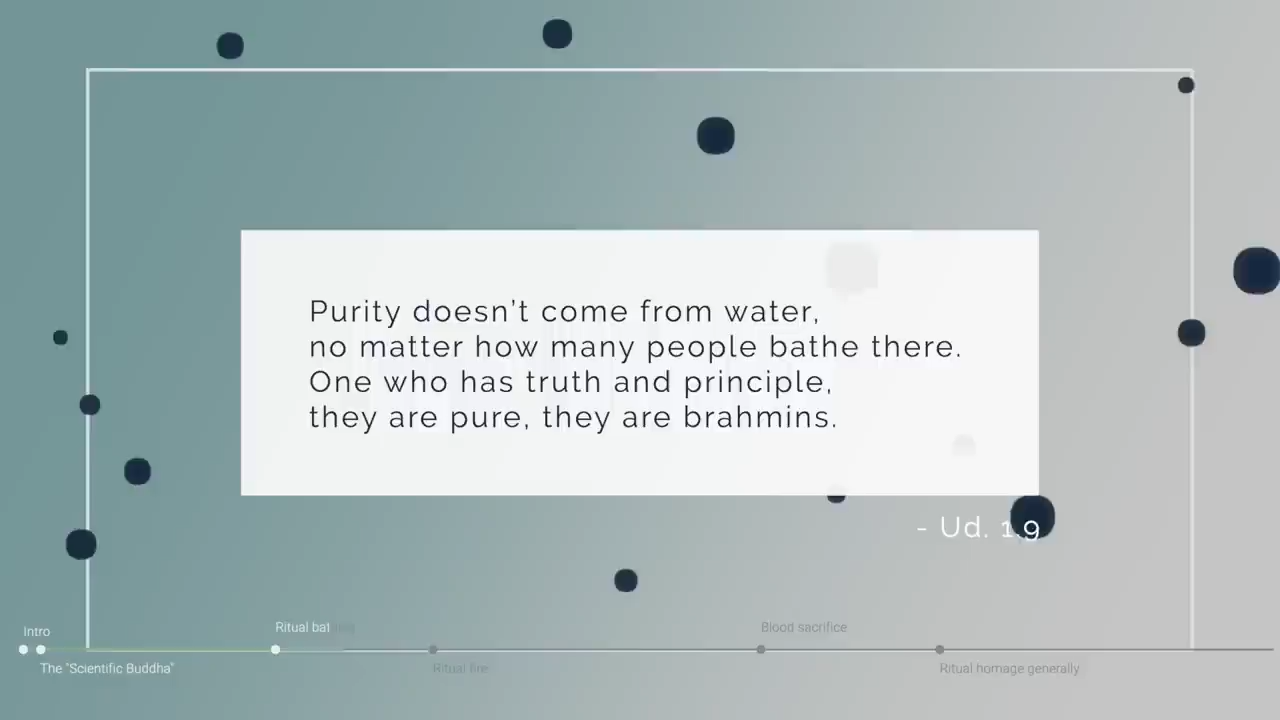 Purity doesn't come from water,
no matter how many people bathe there.
One who has truth and principle,
they are pure, they are brahmins.
- Ud. 1.9
Intro
Ritual bathing
Blood sacrifice
The "Scientific Buddha"
Ritual fire
Ritual homage generally